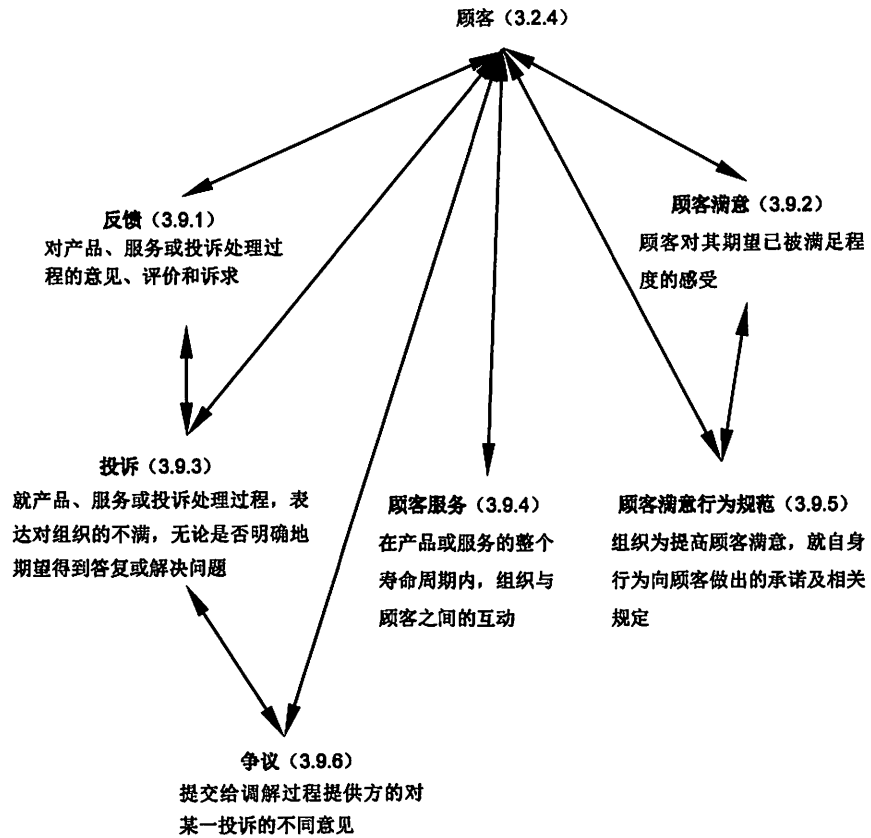 顾客（3.2.4）
反馈（3.9.1）
对产品、服务或投诉处理过
程的意见、评价和诉求
顾客满意（3.9.2）
顾客对其期望已被满足程
度的感受
投诉（3.9.3）
就产品、服务或投诉处理过程，表
达对组织的不满，无论是否明确地
期望得到答复或解决问题
顾客服务（3.9.4）
在产品或服务的整个
寿命周期内，组织与
顾客之间的互动
顾客满意行为规范（3.9.5）
组织为提高顾客满意，就自身
行为向顾客做出的承诺及相关
规定
争议（3.9.6）
提交给调解过程提供方的对
某一投诉的不同意见